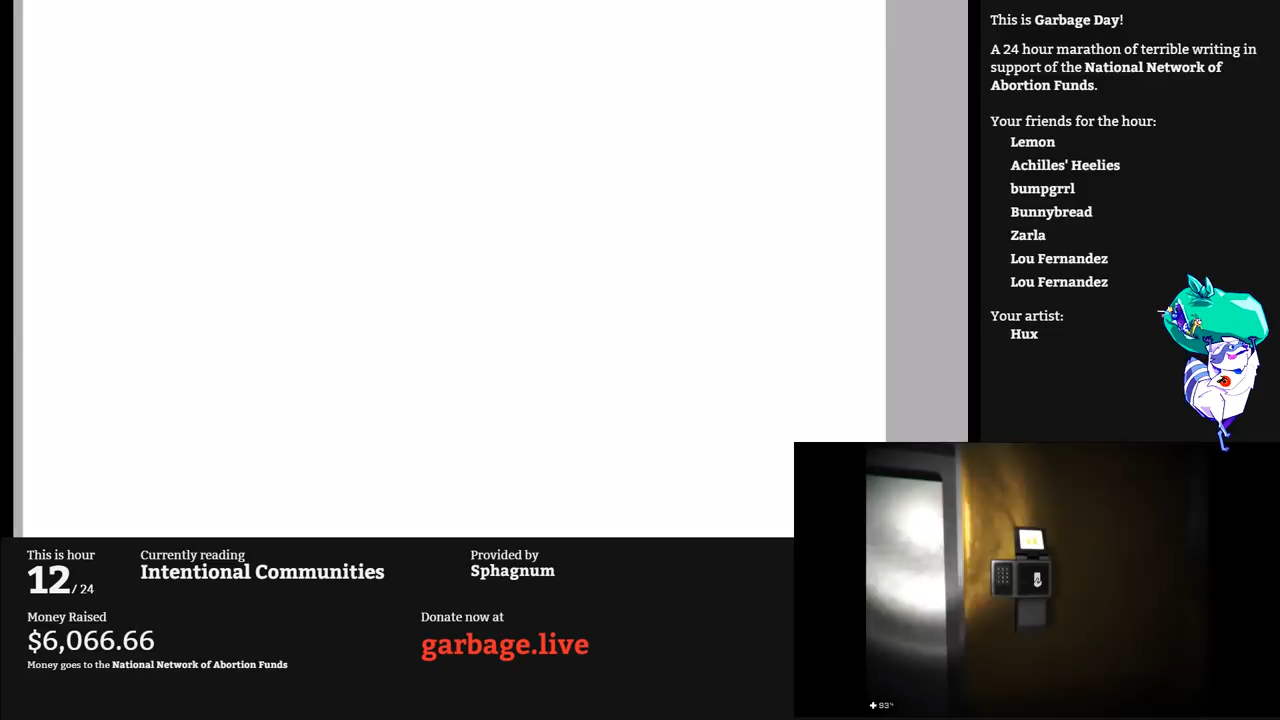 This is Garbage Day!
A 24 hour marathon of terrible writing in
support of the National Network of
Abortion Funds.
Your friends for the hour:
Lemon
Achilles' Heelies
bumpgrrl
Bunnybread
Zarla
Lou Fernandez
Lou Fernandez
Your artist:
Hux
This is hour
12 / 24
Currently reading
Intentional Communities
Provided by
Sphagnum
Money Raised
$6,066.66
Money goes to the National Network of Abortion Funds
Donate now at
garbage.live
93%